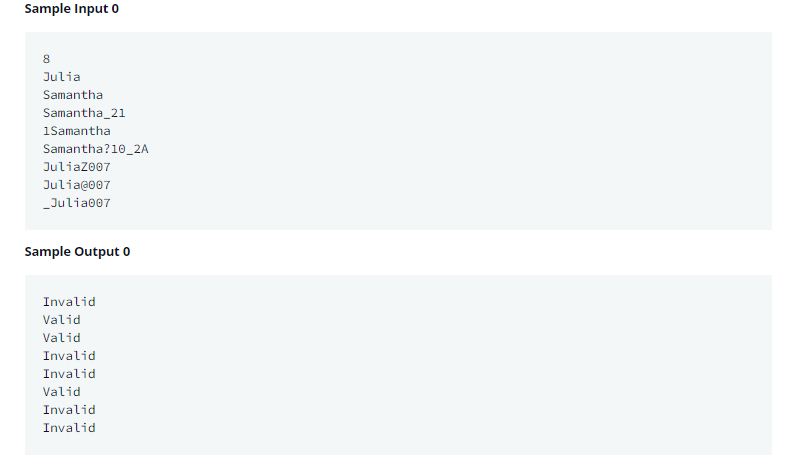 Sample Input 0
8
Julia
Samantha
Samantha_21
1Samantha
Samantha?10_2A
JuliaZ007
Julia@007
_Julia007
Sample Output 0
Invalid
Valid
Valid
Invalid
Invalid
Valid
Invalid
Invalid